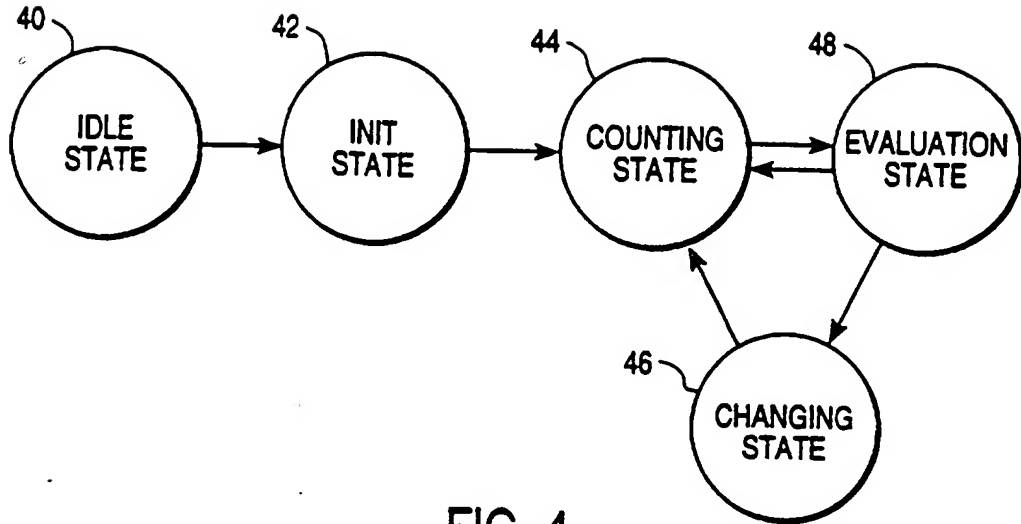 40
42
44
48
IDLE
STATE
INIT
STATE
COUNTING
STATE
EVALUATION
STATE
46
CHANGING
STATE
FIG. 4